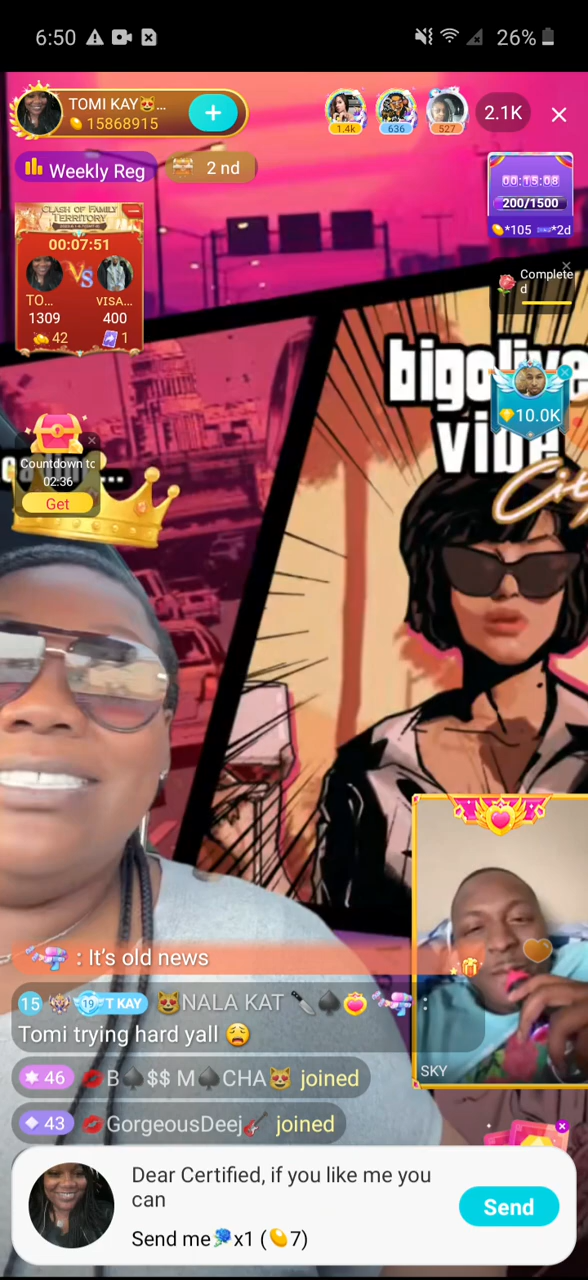 6:50
26%
TOMI KAY😻...
15868915
1.4k
636
527
2.1K
Weekly Reg
2 nd
00:15:08
200/1500
*105 *2d
CLASH OF FAMILY
TERRITORY
00:07:51
VS
TO...
VISA...
1309
400
42
1
Complete
d
bigolive
vibe
10.0K
Countdown to
02:36
Get
: It's old news
15 19 T KAY 😻NALA KAT 🔪♠️ :
Tomi trying hard yall 😩
46 💋B♠️$$ M♠️CHA😻 joined
43 💋GorgeousDeej🎸 joined
SKY
Dear Certified, if you like me you
can
Send me x1 ( 7)
Send